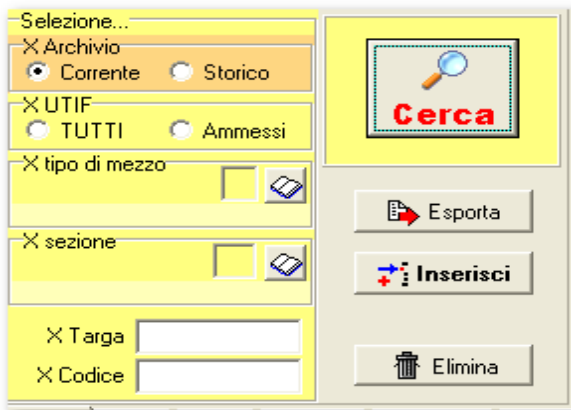 Selezione...
X Archivio
Corrente Storico
X UTIF
TUTTI Ammessi
X tipo di mezzo
X sezione
X Targa
X Codice
Cerca
Esporta
Inserisci
Elimina